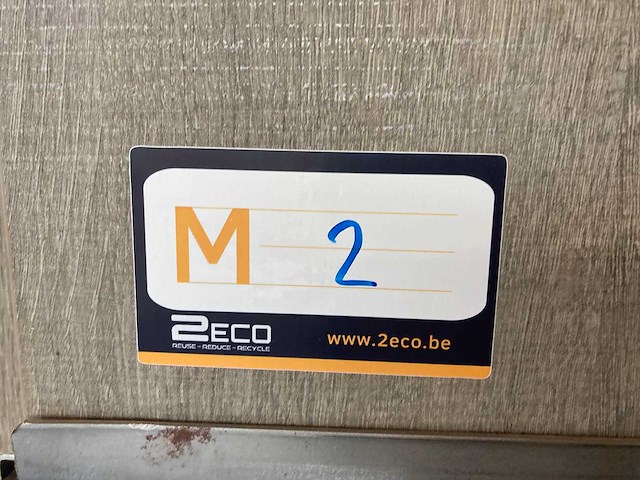 M 2
2ECO
REUSE - REDUCE - RECYCLE
www.2eco.be